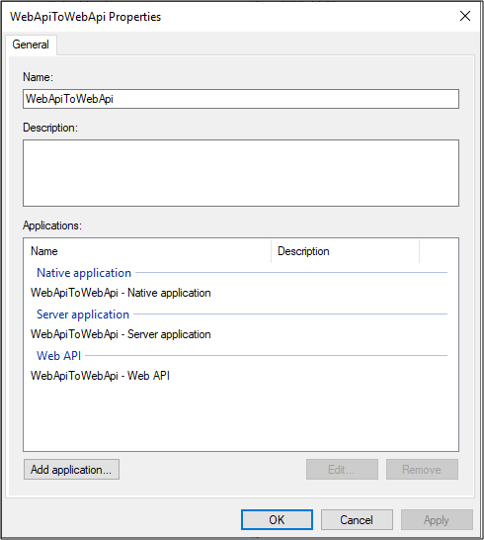 WebApiToWebApi Properties
General
Name:
WebApiToWebApi
Description:
Applications:
Name Description
Native application
WebApiToWebApi - Native application
Server application
WebApiToWebApi - Server application
Web API
WebApiToWebApi - Web API
Add application... Edit... Remove
OK Cancel Apply